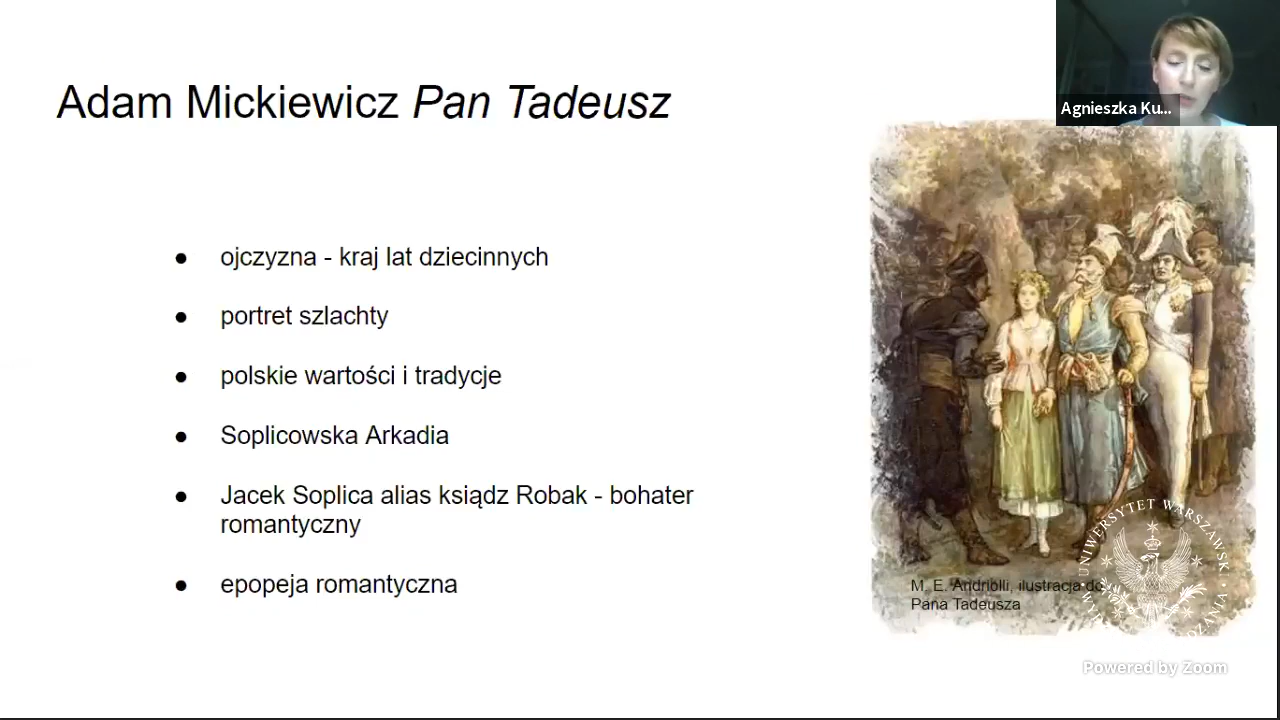 Adam Mickiewicz Pan Tadeusz
Agnieszka Ku...
● ojczyzna - kraj lat dziecinnych
● portret szlachty
● polskie wartości i tradycje
● Soplicowska Arkadia
● Jacek Soplica alias ksiądz Robak - bohater
romantyczny
● epopeja romantyczna
M. E. Andriolli, ilustracja do
Pana Tadeusza
UNIWERSYTET WARSZAWSKI
Powered by Zoom